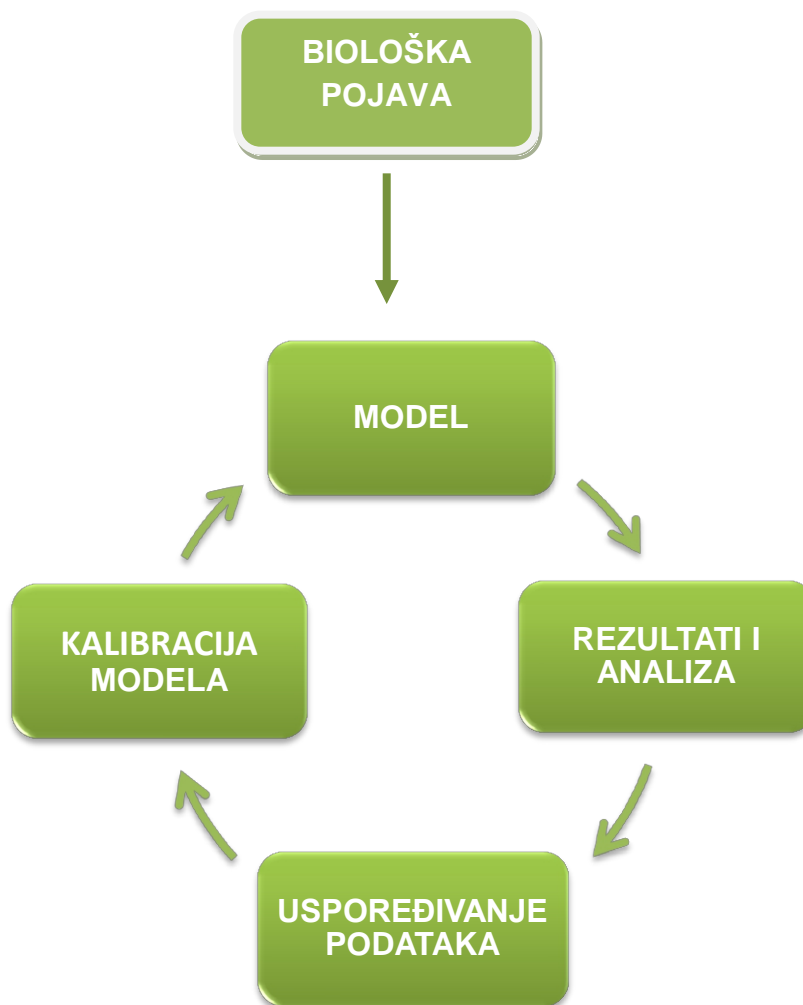 BIOLOŠKA
POJAVA
MODEL
REZULTATI I
ANALIZA
USPOREĐIVANJE
PODATAKA
KALIBRACIJA
MODELA